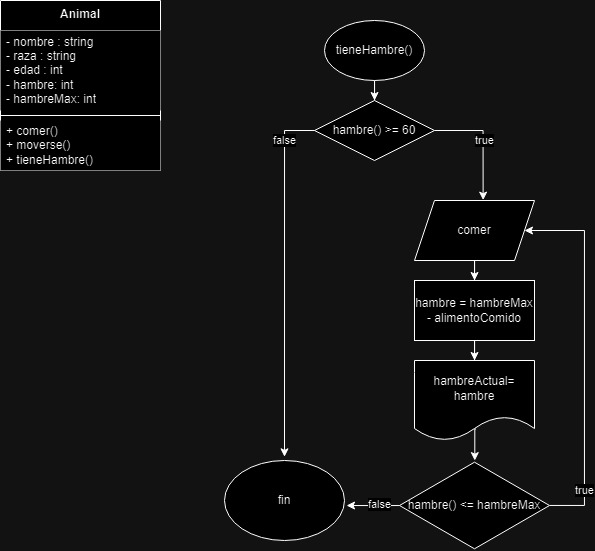 Animal
- nombre : string
- raza : string
- edad : int
- hambre: int
- hambreMax: int
+ comer()
+ moverse()
+ tieneHambre()
tieneHambre()
hambre() >= 60
false
true
comer
hambre = hambreMax
- alimentoComido
hambreActual=
hambre
hambre() <= hambreMax
true
false
fin